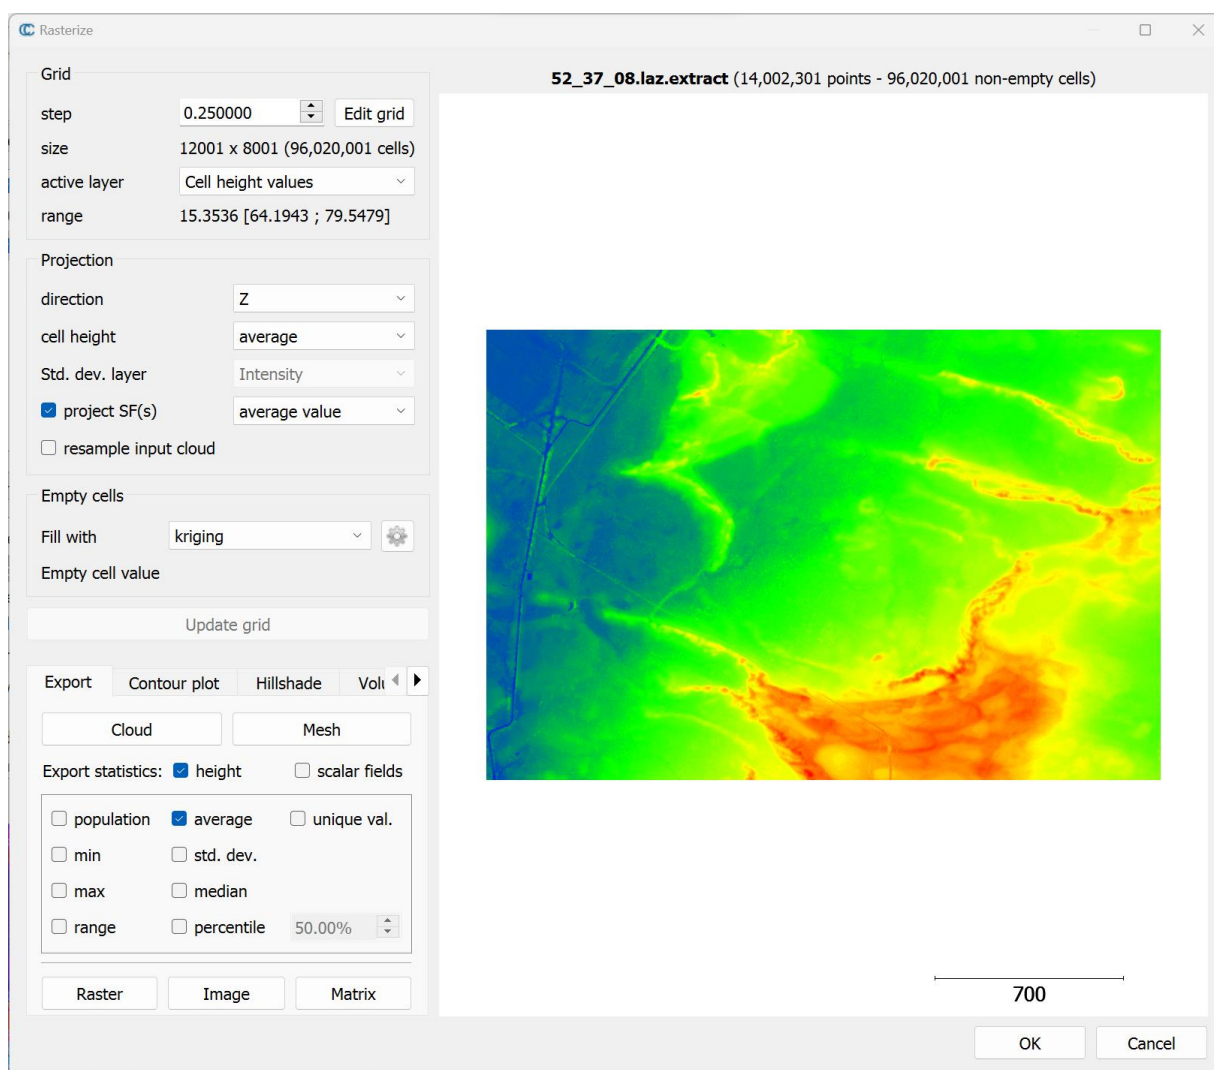 Rasterize
Grid
step 0.250000 Edit grid
size 12001 x 8001 (96,020,001 cells)
active layer Cell height values
range 15.3536 [64.1943 ; 79.5479]
Projection
direction Z
cell height average
Std. dev. layer Intensity
project SF(s) average value
resample input cloud
Empty cells
Fill with kriging
Empty cell value
Update grid
Export Contour plot Hillshade
Cloud Mesh
Export statistics: height scalar fields
population average unique val.
min std. dev.
max median
range percentile 50.00%
Raster Image Matrix
52_37_08.laz.extract (14,002,301 points - 96,020,001 non-empty cells)
700
OK Cancel